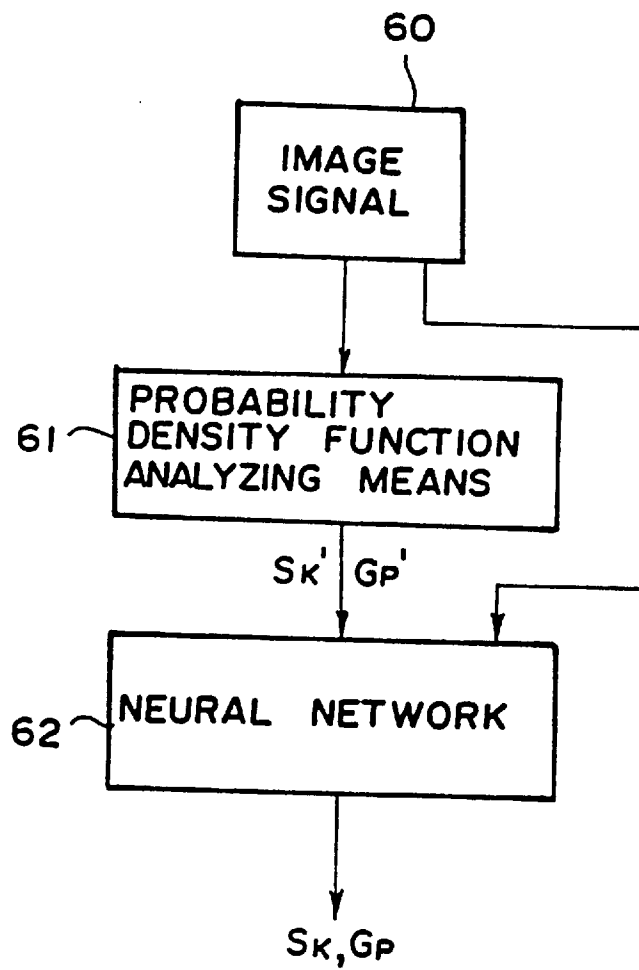 60
IMAGE
SIGNAL
61
PROBABILITY
DENSITY FUNCTION
ANALYZING MEANS
SK' GP'
62
NEURAL NETWORK
SK, GP